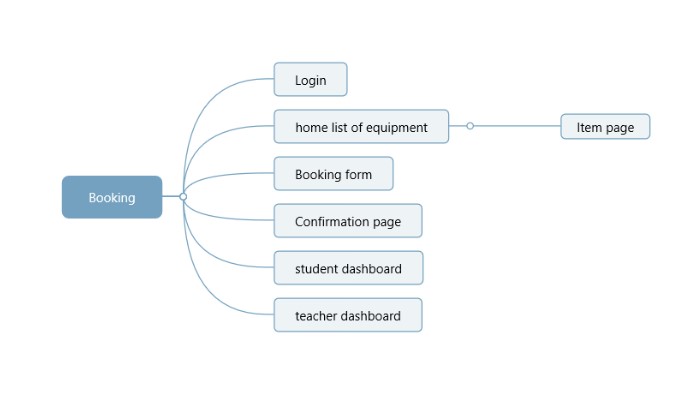 Login
home list of equipment
Item page
Booking form
Booking
Confirmation page
student dashboard
teacher dashboard